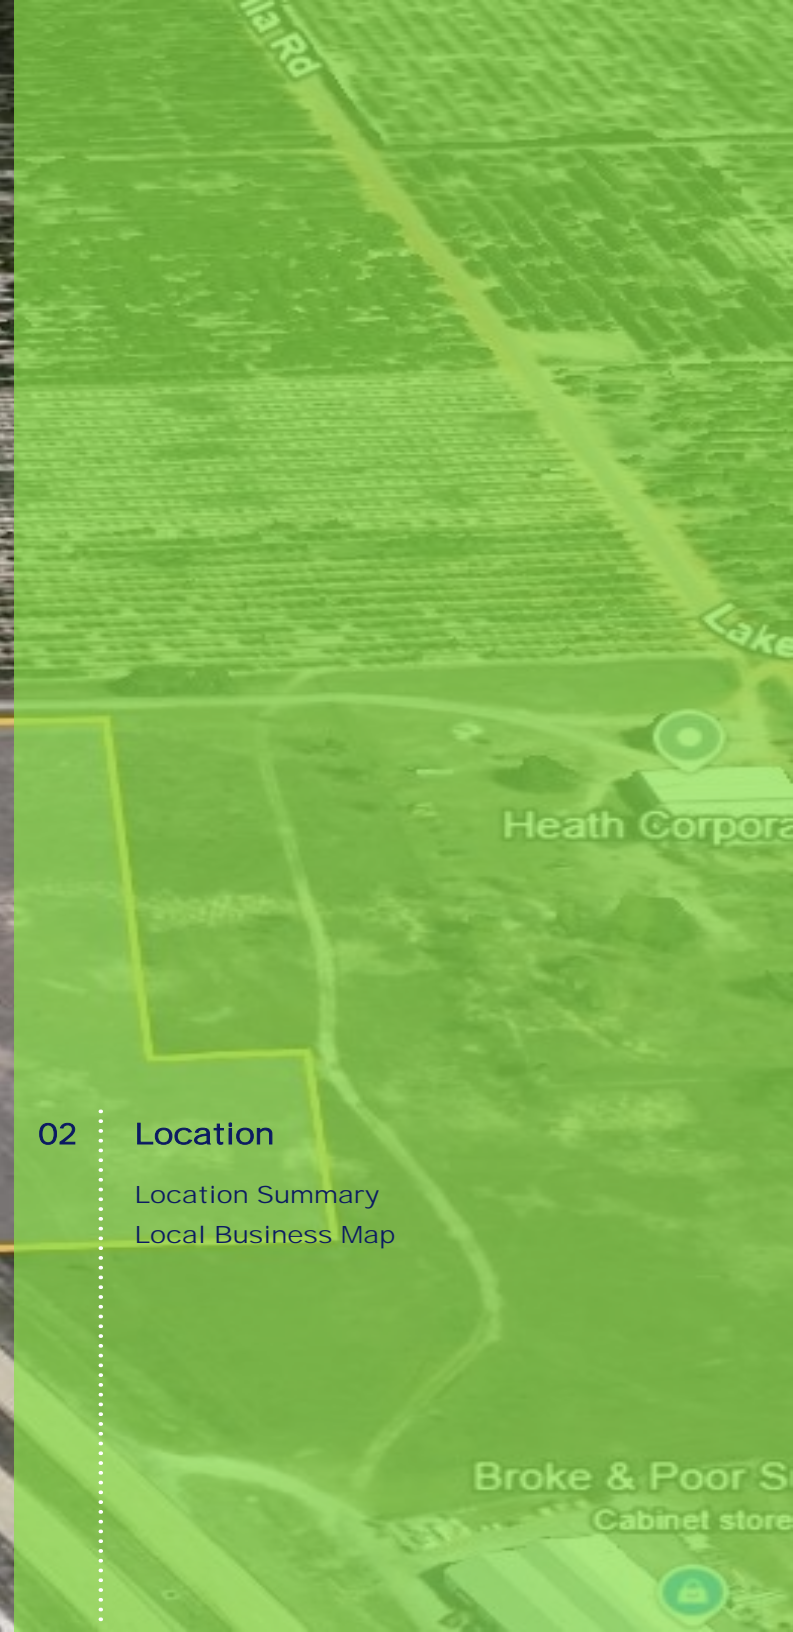 Rd
Lake
Heath Corpora
02
Location
Location Summary
Local Business Map
Broke & Poor S
Cabinet store